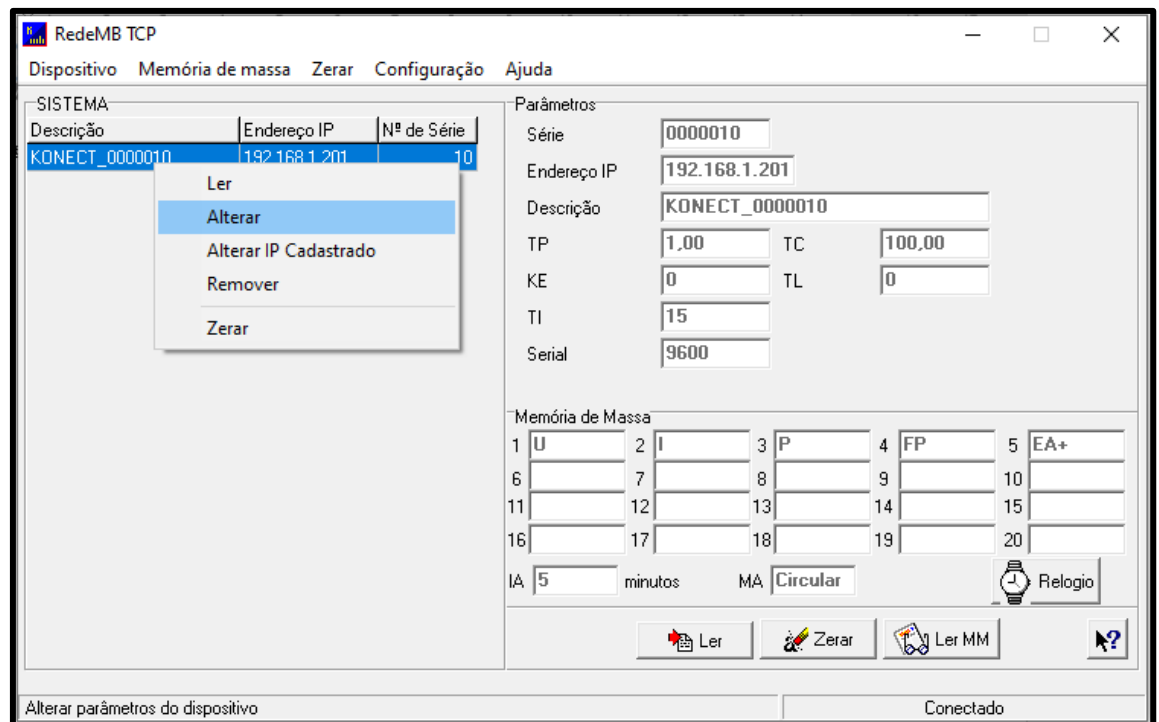 RedeMB TCP
Dispositivo Memória de massa Zerar Configuração Ajuda
SISTEMA
Descrição Endereço IP Nº de Série
KONECT_0000010 192.168.1.201 10
Ler
Alterar
Alterar IP Cadastrado
Remover
Zerar
Parâmetros
Série 0000010
Endereço IP 192.168.1.201
Descrição KONECT_0000010
TP 1,00 TC 100,00
KE 0 TL 0
TI 15
Serial 9600
Memória de Massa
1 U 2 I 3 P 4 FP 5 EA+
6 7 8 9 10
11 12 13 14 15
16 17 18 19 20
IA 5 minutos MA Circular Relogio
Ler Zerar Ler MM ?
Alterar parâmetros do dispositivo Conectado